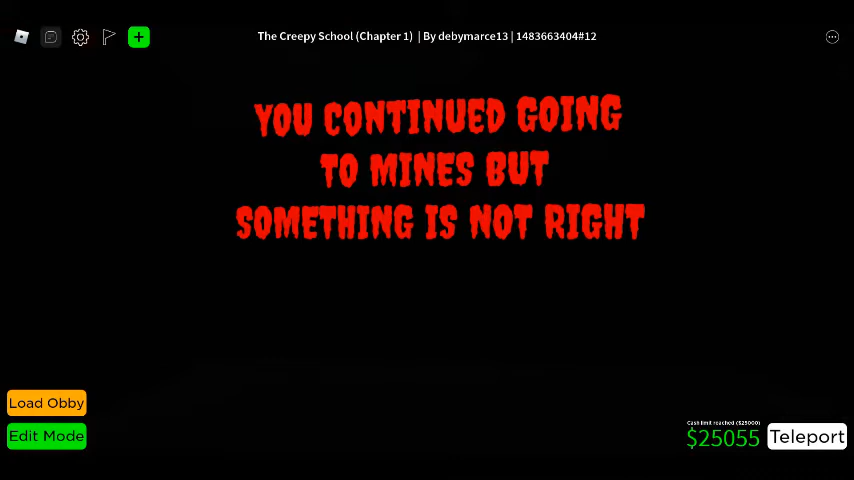 The Creepy School (Chapter 1) | By debymarce13 | 1483663404#12
YOU CONTINUED GOING
TO MINES BUT
SOMETHING IS NOT RIGHT
Load Obby
Edit Mode
Cash limit reached ($25000)
$25055
Teleport